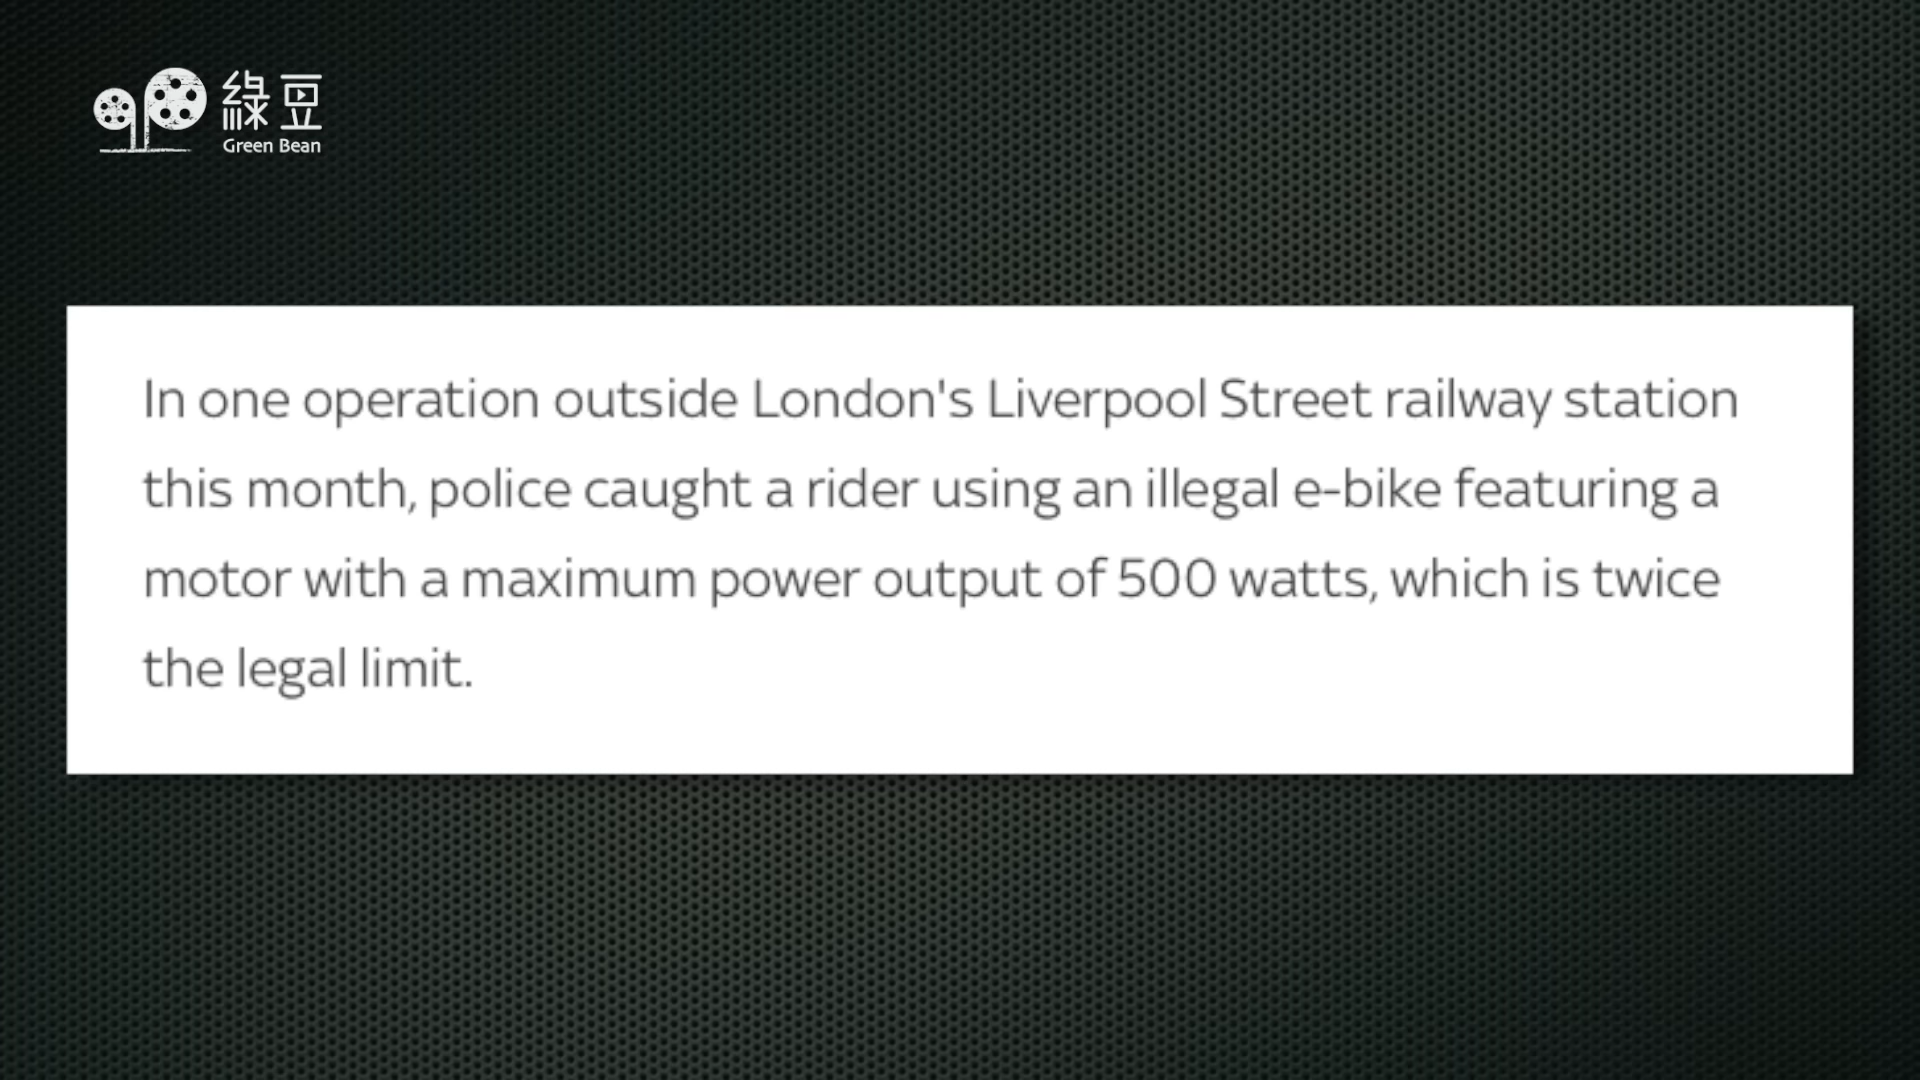 綠豆
Green Bean
In one operation outside London's Liverpool Street railway station
this month, police caught a rider using an illegal e-bike featuring a
motor with a maximum power output of 500 watts, which is twice
the legal limit.